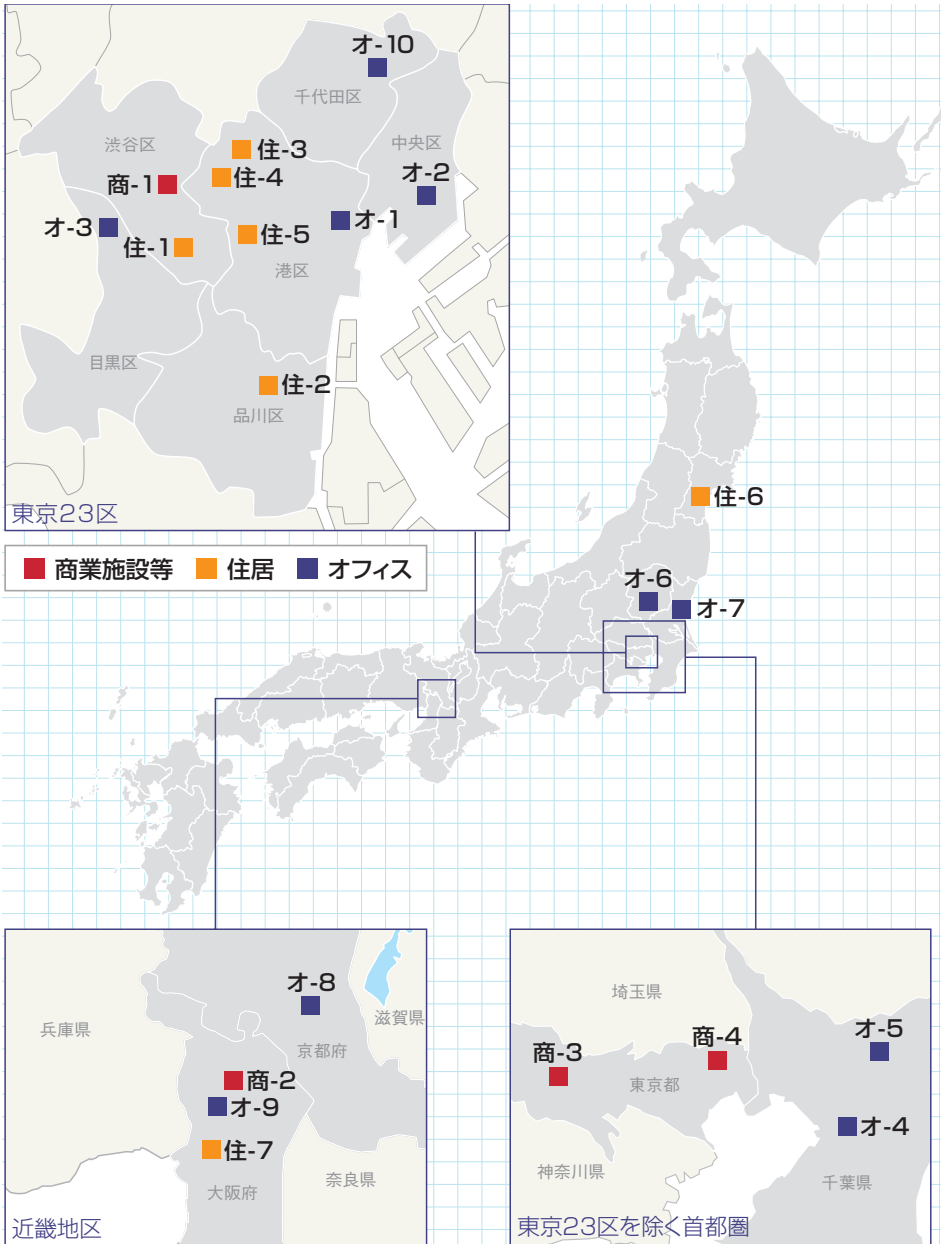 オ-10
千代田区
渋谷区
中央区
住-3
商-1
住-4
オ-2
オ-3
住-1
住-5
オ-1
港区
目黒区
住-2
品川区
東京23区
商業施設等
住居
オフィス
住-6
オ-6
オ-7
兵庫県
オ-8
滋賀県
京都府
商-2
オ-9
住-7
大阪府
奈良県
近畿地区
埼玉県
商-3
商-4
オ-5
東京都
オ-4
神奈川県
千葉県
東京23区を除く首都圏